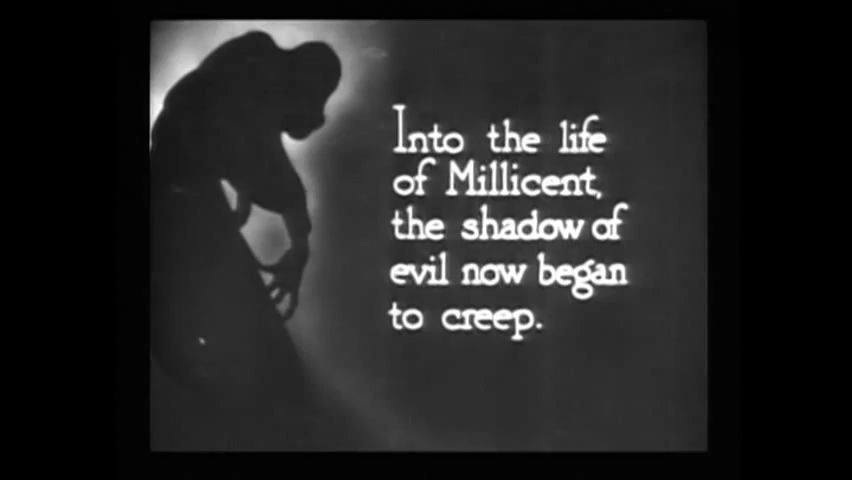 Into the life
of Millicent,
the shadow of
evil now began
to creep.